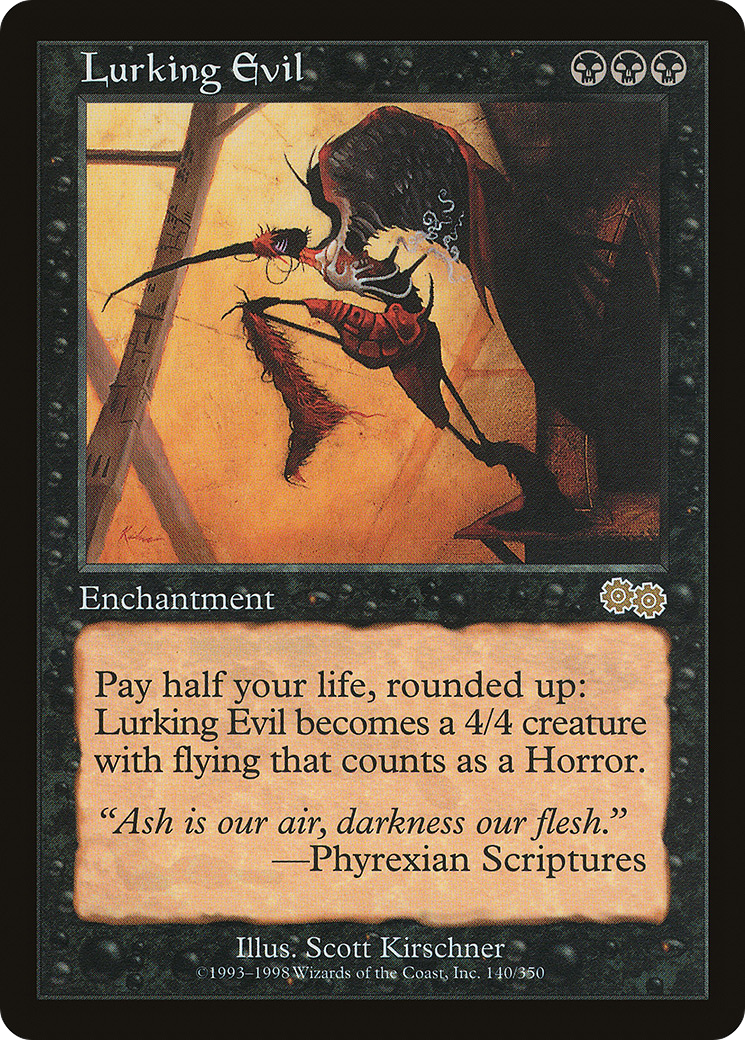 Lurking Evil
Enchantment
Pay half your life, rounded up:
Lurking Evil becomes a 4/4 creature
with flying that counts as a Horror.
“Ash is our air, darkness our flesh.”
—Phyrexian Scriptures
Illus. Scott Kirschner
©1993–1998 Wizards of the Coast, Inc. 140/350